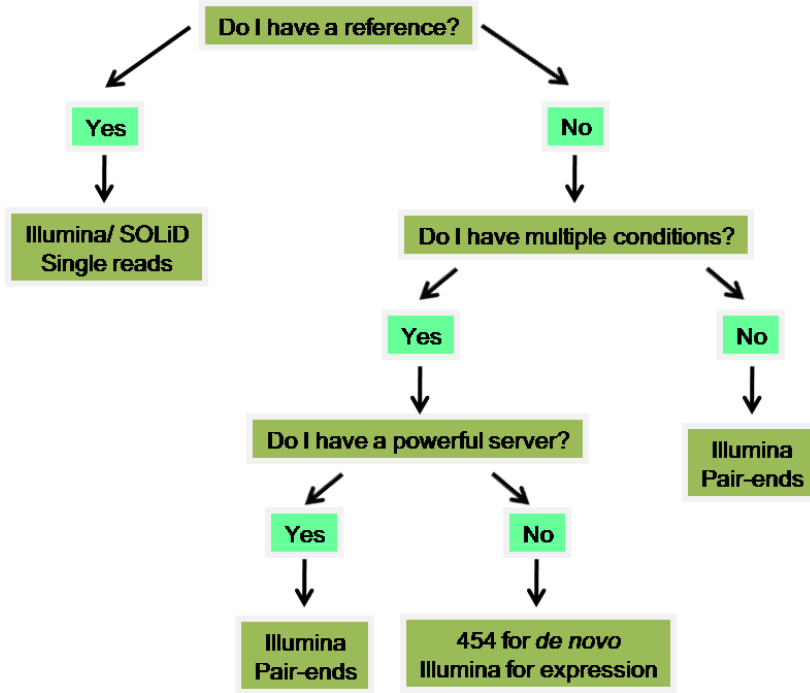 Do I have a reference?
Yes
No
Illumina/ SOLiD
Single reads
Do I have multiple conditions?
Yes
No
Do I have a powerful server?
Illumina
Pair-ends
Yes
No
Illumina
Pair-ends
454 for de novo
Illumina for expression